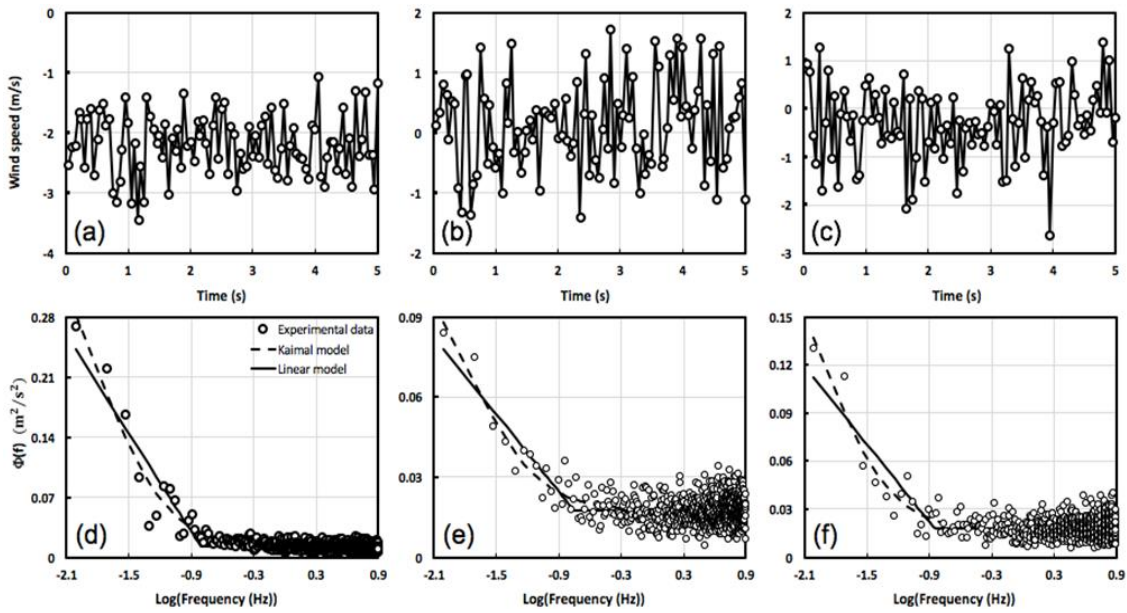 0
-1
-2
-3
-4
Wind speed (m/s)
(a)
0 1 2 3 4 5
Time (s)
2
1
0
-1
-2
(b)
0 1 2 3 4 5
Time (s)
2
1
0
-1
-2
-3
(c)
0 1 2 3 4 5
Time (s)
0.28
0.21
0.14
0.07
0
Φ(f) (m²/s²)
Experimental data
Kaimal model
Linear model
(d)
-2.1 -1.5 -0.9 -0.3 0.3 0.9
Log(Frequency (Hz))
0.09
0.06
0.03
0
(e)
-2.1 -1.5 -0.9 -0.3 0.3 0.9
Log(Frequency (Hz))
0.15
0.12
0.09
0.06
0.03
0
(f)
-2.1 -1.5 -0.9 -0.3 0.3 0.9
Log(Frequency (Hz))